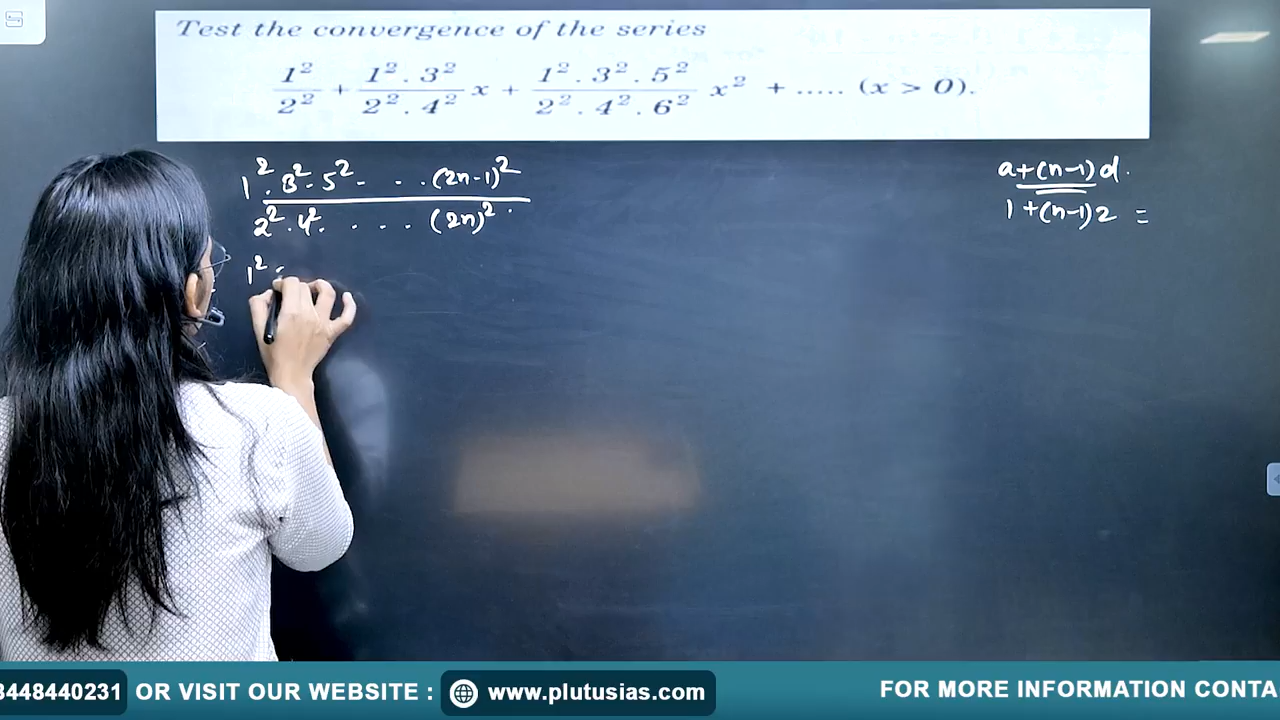 Test the convergence of the series
1²/2² + 1² . 3²/2² . 4² x + 1² . 3² . 5²/2² . 4² . 6² x² + ..... (x > 0).
1² . 3² . 5² . . . (2n-1)²
2² . 4² . . . . . (2n)² .
1²
a+(n-1)d.
1+(n-1)2 =
8448440231 OR VISIT OUR WEBSITE : www.plutusias.com FOR MORE INFORMATION CONTA